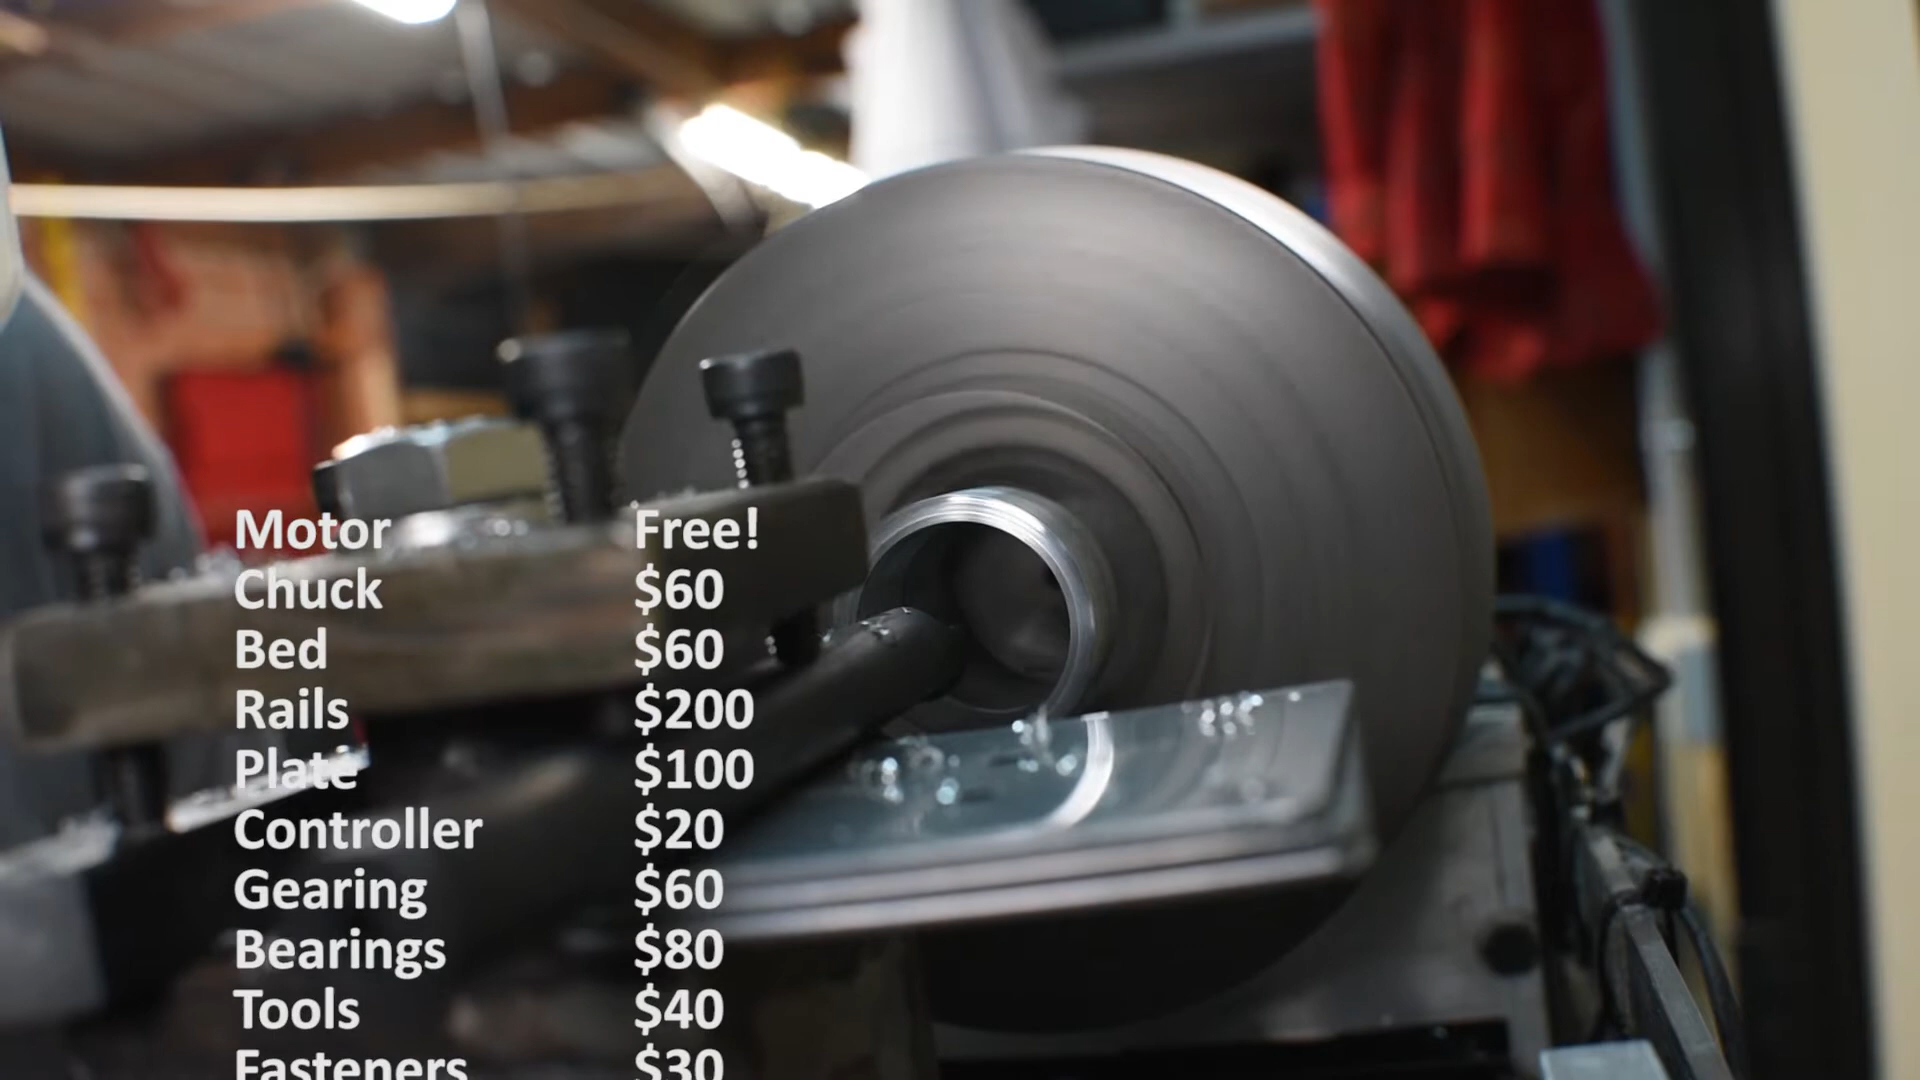 Motor Free!
Chuck $60
Bed $60
Rails $200
Plate $100
Controller $20
Gearing $60
Bearings $80
Tools $40
Fasteners $30